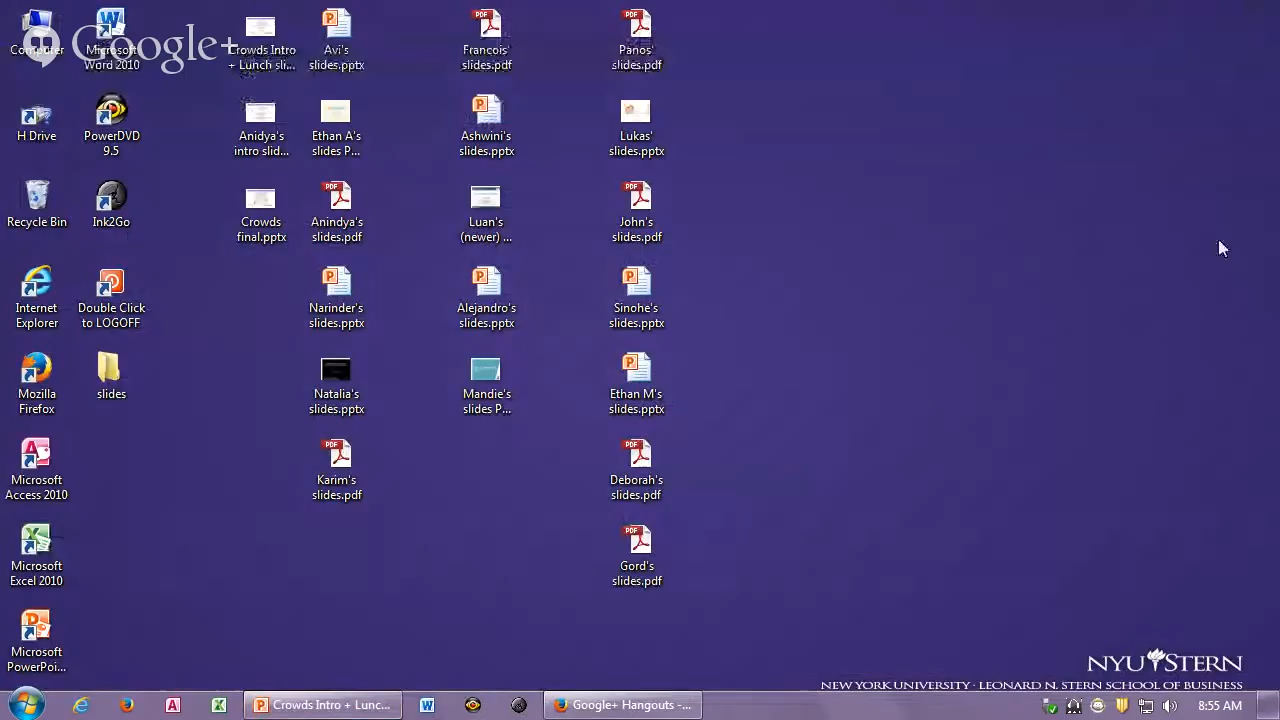 Google+
Computer
Microsoft
Word 2010
Crowds Intro
+ Lunch sli...
Avi's
slides.pptx
Francois'
slides.pdf
Panos'
slides.pdf
H Drive
PowerDVD
9.5
Anidya's
intro slid...
Ethan A's
slides P...
Ashwini's
slides.pptx
Lukas'
slides.pptx
Recycle Bin
Ink2Go
Crowds
final.pptx
Anindya's
slides.pdf
Luan's
(newer) ...
John's
slides.pdf
Internet
Explorer
Double Click
to LOGOFF
Narinder's
slides.pptx
Alejandro's
slides.pptx
Sinohe's
slides.pptx
Mozilla
Firefox
slides
Natalia's
slides.pptx
Mandie's
slides P...
Ethan M's
slides.pptx
Microsoft
Access 2010
Karim's
slides.pdf
Deborah's
slides.pdf
Microsoft
Excel 2010
Gord's
slides.pdf
Microsoft
PowerPoi...
NYU STERN
NEW YORK UNIVERSITY · LEONARD N. STERN SCHOOL OF BUSINESS
Crowds Intro + Lunc...
Google+ Hangouts -...
8:55 AM